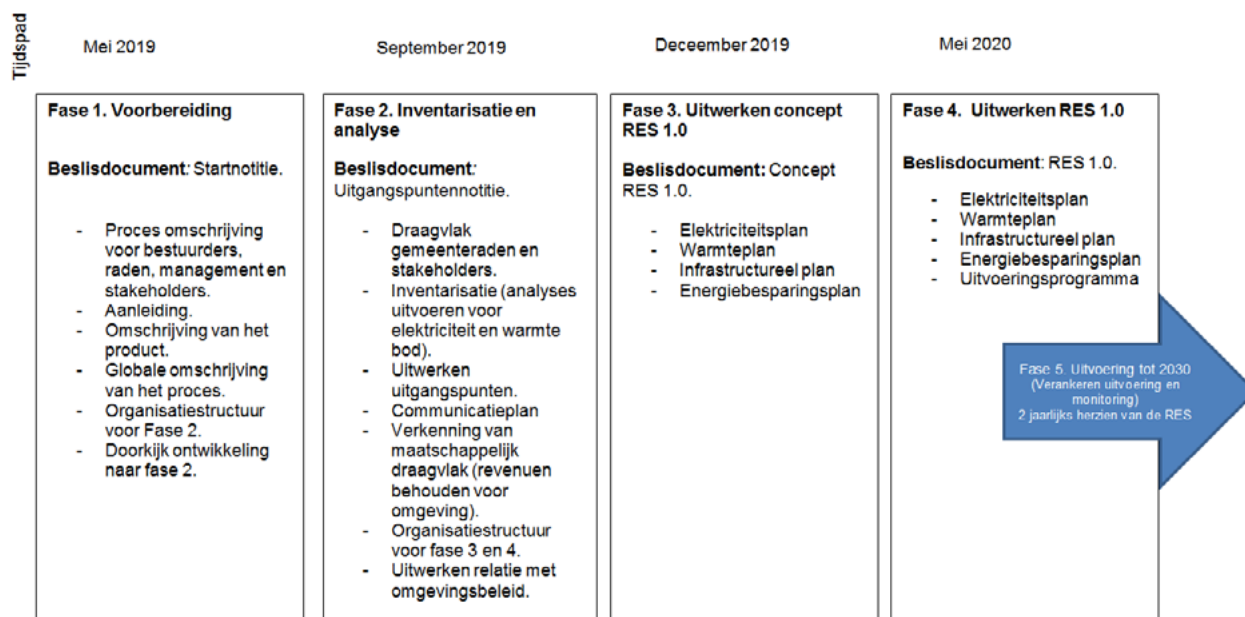 Tijdspad
Mei 2019
September 2019
Deceember 2019
Mei 2020
Fase 1. Voorbereiding
Beslisdocument: Startnotitie.
- Proces omschrijving
voor bestuurders,
raden, management en
stakeholders.
- Aanleiding.
- Omschrijving van het
product.
- Globale omschrijving
van het proces.
- Organisatiestructuur
voor Fase 2.
- Doorkijk ontwikkeling
naar fase 2.
Fase 2. Inventarisatie en
analyse
Beslisdocument:
Uitgangspuntennotitie.
- Draagvlak
gemeenteraden en
stakeholders.
- Inventarisatie (analyses
uitvoeren voor
elektriciteit en warmte
bod).
- Uitwerken
uitgangspunten.
- Communicatieplan
- Verkenning van
maatschappelijk
draagvlak (revenuen
behouden voor
omgeving).
- Organisatiestructuur
voor fase 3 en 4.
- Uitwerken relatie met
omgevingsbeleid.
Fase 3. Uitwerken concept
RES 1.0
Beslisdocument: Concept
RES 1.0.
- Elektriciteitsplan
- Warmteplan
- Infrastructureel plan
- Energiebesparingsplan
Fase 4. Uitwerken RES 1.0
Beslisdocument: RES 1.0.
- Elektriciteitsplan
- Warmteplan
- Infrastructureel plan
- Energiebesparingsplan
- Uitvoeringsprogramma
Fase 5. Uitvoering tot 2030
(Verankeren uitvoering en
monitoring)
2 jaarlijks herzien van de RES